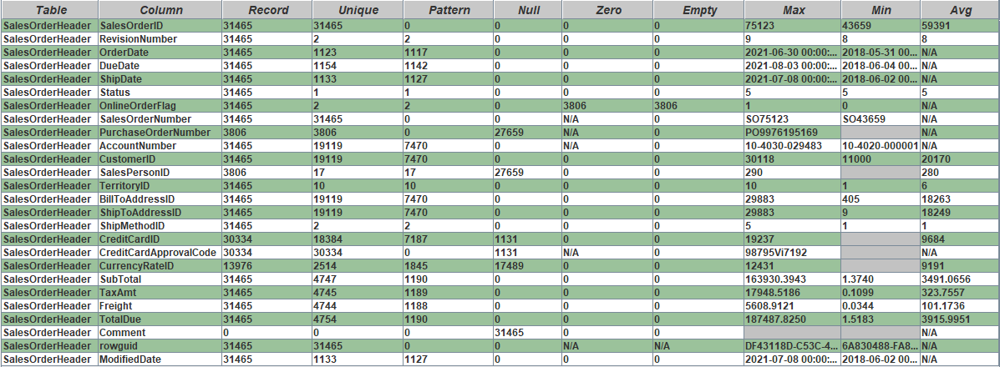 Table Column Record Unique Pattern Null Zero Empty Max Min Avg
SalesOrderHeader SalesOrderID 31465 31465 0 0 0 0 75123 43659 59391
SalesOrderHeader RevisionNumber 31465 2 2 0 0 0 9 8 8
SalesOrderHeader OrderDate 31465 1123 1117 0 0 0 2021-06-30 00:00:... 2018-05-31 00... N/A
SalesOrderHeader DueDate 31465 1154 1142 0 0 0 2021-08-03 00:00:... 2018-06-04 00... N/A
SalesOrderHeader ShipDate 31465 1133 1127 0 0 0 2021-07-08 00:00:... 2018-06-02 00... N/A
SalesOrderHeader Status 31465 1 1 0 0 0 5 5 5
SalesOrderHeader OnlineOrderFlag 31465 2 2 0 3806 3806 1 0 N/A
SalesOrderHeader SalesOrderNumber 31465 31465 0 0 N/A 0 SO75123 SO43659 N/A
SalesOrderHeader PurchaseOrderNumber 3806 3806 0 27659 N/A 0 PO9976195169 N/A
SalesOrderHeader AccountNumber 31465 19119 7470 0 N/A 0 10-4030-029483 10-4020-000001 N/A
SalesOrderHeader CustomerID 31465 19119 7470 0 0 0 30118 11000 20170
SalesOrderHeader SalesPersonID 3806 17 17 27659 0 0 290 280
SalesOrderHeader TerritoryID 31465 10 10 0 0 0 10 1 6
SalesOrderHeader BillToAddressID 31465 19119 7470 0 0 0 29883 405 18263
SalesOrderHeader ShipToAddressID 31465 19119 7470 0 0 0 29883 9 18249
SalesOrderHeader ShipMethodID 31465 2 2 0 0 0 5 1 1
SalesOrderHeader CreditCardID 30334 18384 7187 1131 0 0 19237 9684
SalesOrderHeader CreditCardApprovalCode 30334 30334 0 1131 N/A 0 98795Vi7192 N/A
SalesOrderHeader CurrencyRateID 13976 2514 1845 17489 0 0 12431 9191
SalesOrderHeader SubTotal 31465 4747 1190 0 0 0 163930.3943 1.3740 3491.0656
SalesOrderHeader TaxAmt 31465 4745 1189 0 0 0 17948.5186 0.1099 323.7557
SalesOrderHeader Freight 31465 4744 1188 0 0 0 5608.9121 0.0344 101.1736
SalesOrderHeader TotalDue 31465 4754 1190 0 0 0 187487.8250 1.5183 3915.9951
SalesOrderHeader Comment 0 0 0 31465 0 0 N/A
SalesOrderHeader rowguid 31465 31465 0 0 N/A N/A DF43118D-C53C-4... 6A830488-FA8... N/A
SalesOrderHeader ModifiedDate 31465 1133 1127 0 0 0 2021-07-08 00:00:... 2018-06-02 00... N/A